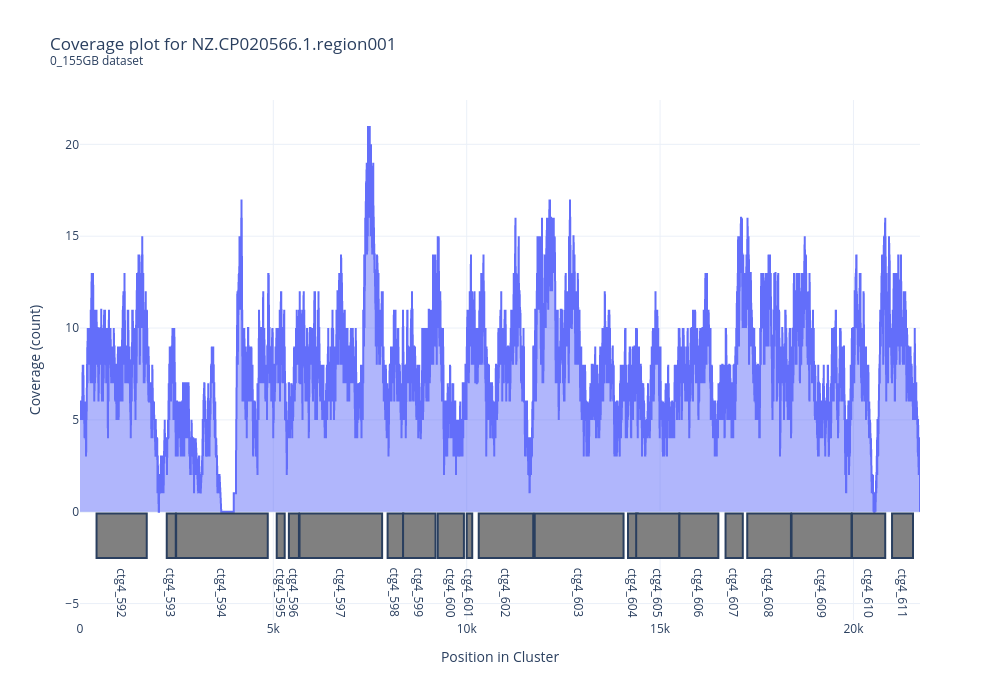 Coverage plot for NZ.CP020566.1.region001
0_155GB dataset
20
15
10
5
0
−5
Coverage (count)
ctg4_592
ctg4_593
ctg4_594
ctg4_595
ctg4_596
ctg4_597
ctg4_598
ctg4_599
ctg4_600
ctg4_601
ctg4_602
ctg4_603
ctg4_604
ctg4_605
ctg4_606
ctg4_607
ctg4_608
ctg4_609
ctg4_610
ctg4_611
0
5k
10k
15k
20k
Position in Cluster